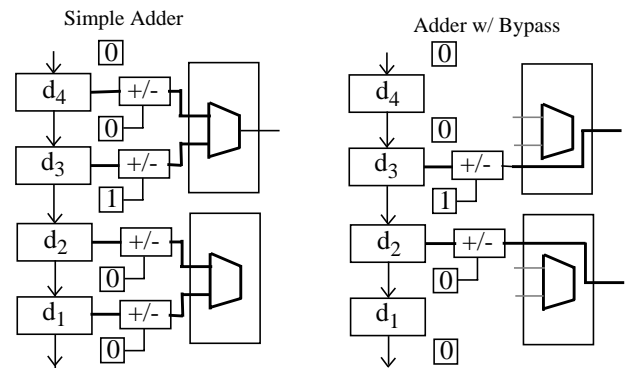 Simple Adder
0
d4
+/-
0
d3
+/-
1
d2
+/-
0
d1
+/-
0
Adder w/ Bypass
0
d4
0
d3
+/-
1
d2
+/-
0
d1
0